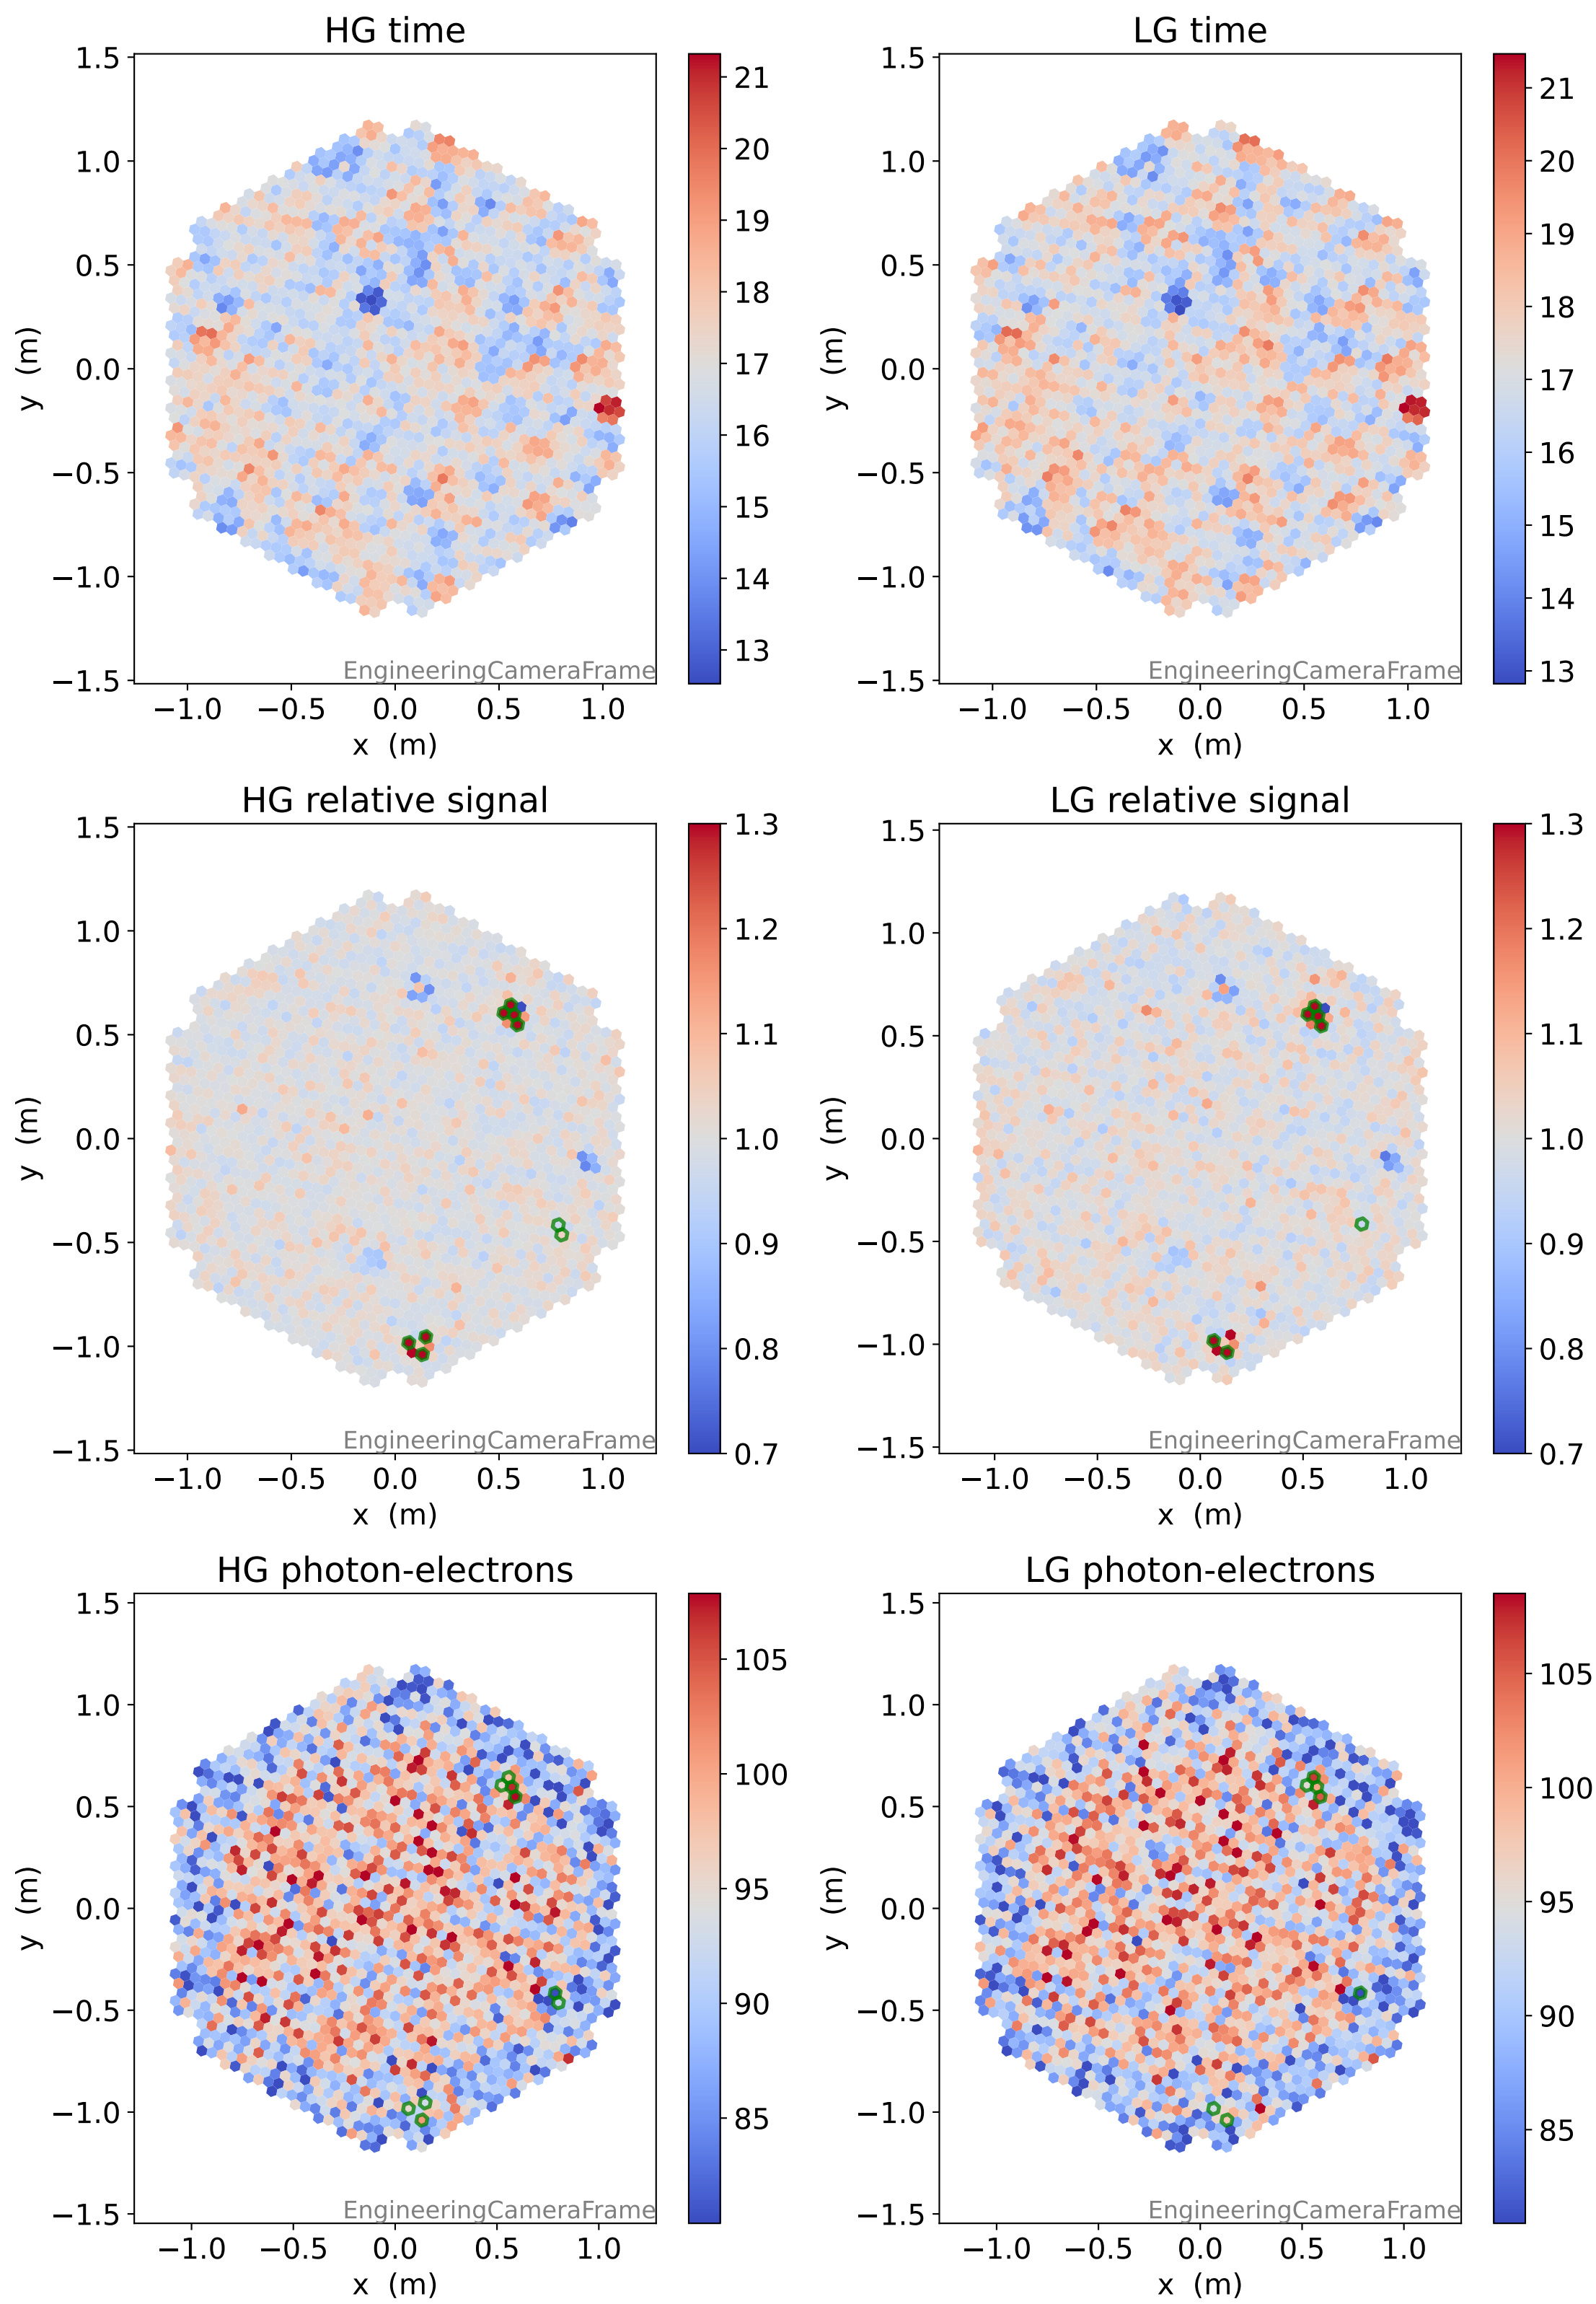 HG time
LG time
1.5
1.0
0.5
0.0
−0.5
−1.0
−1.5
y (m)
−1.0 −0.5 0.0 0.5 1.0
x (m)
EngineeringCameraFrame
21
20
19
18
17
16
15
14
13
1.5
1.0
0.5
0.0
−0.5
−1.0
−1.5
y (m)
−1.0 −0.5 0.0 0.5 1.0
x (m)
EngineeringCameraFrame
21
20
19
18
17
16
15
14
13
HG relative signal
LG relative signal
1.5
1.0
0.5
0.0
−0.5
−1.0
−1.5
y (m)
−1.0 −0.5 0.0 0.5 1.0
x (m)
EngineeringCameraFrame
1.3
1.2
1.1
1.0
0.9
0.8
0.7
1.5
1.0
0.5
0.0
−0.5
−1.0
−1.5
y (m)
−1.0 −0.5 0.0 0.5 1.0
x (m)
EngineeringCameraFrame
1.3
1.2
1.1
1.0
0.9
0.8
0.7
HG photon-electrons
LG photon-electrons
1.5
1.0
0.5
0.0
−0.5
−1.0
−1.5
y (m)
−1.0 −0.5 0.0 0.5 1.0
x (m)
EngineeringCameraFrame
105
100
95
90
85
1.5
1.0
0.5
0.0
−0.5
−1.0
−1.5
y (m)
−1.0 −0.5 0.0 0.5 1.0
x (m)
EngineeringCameraFrame
105
100
95
90
85